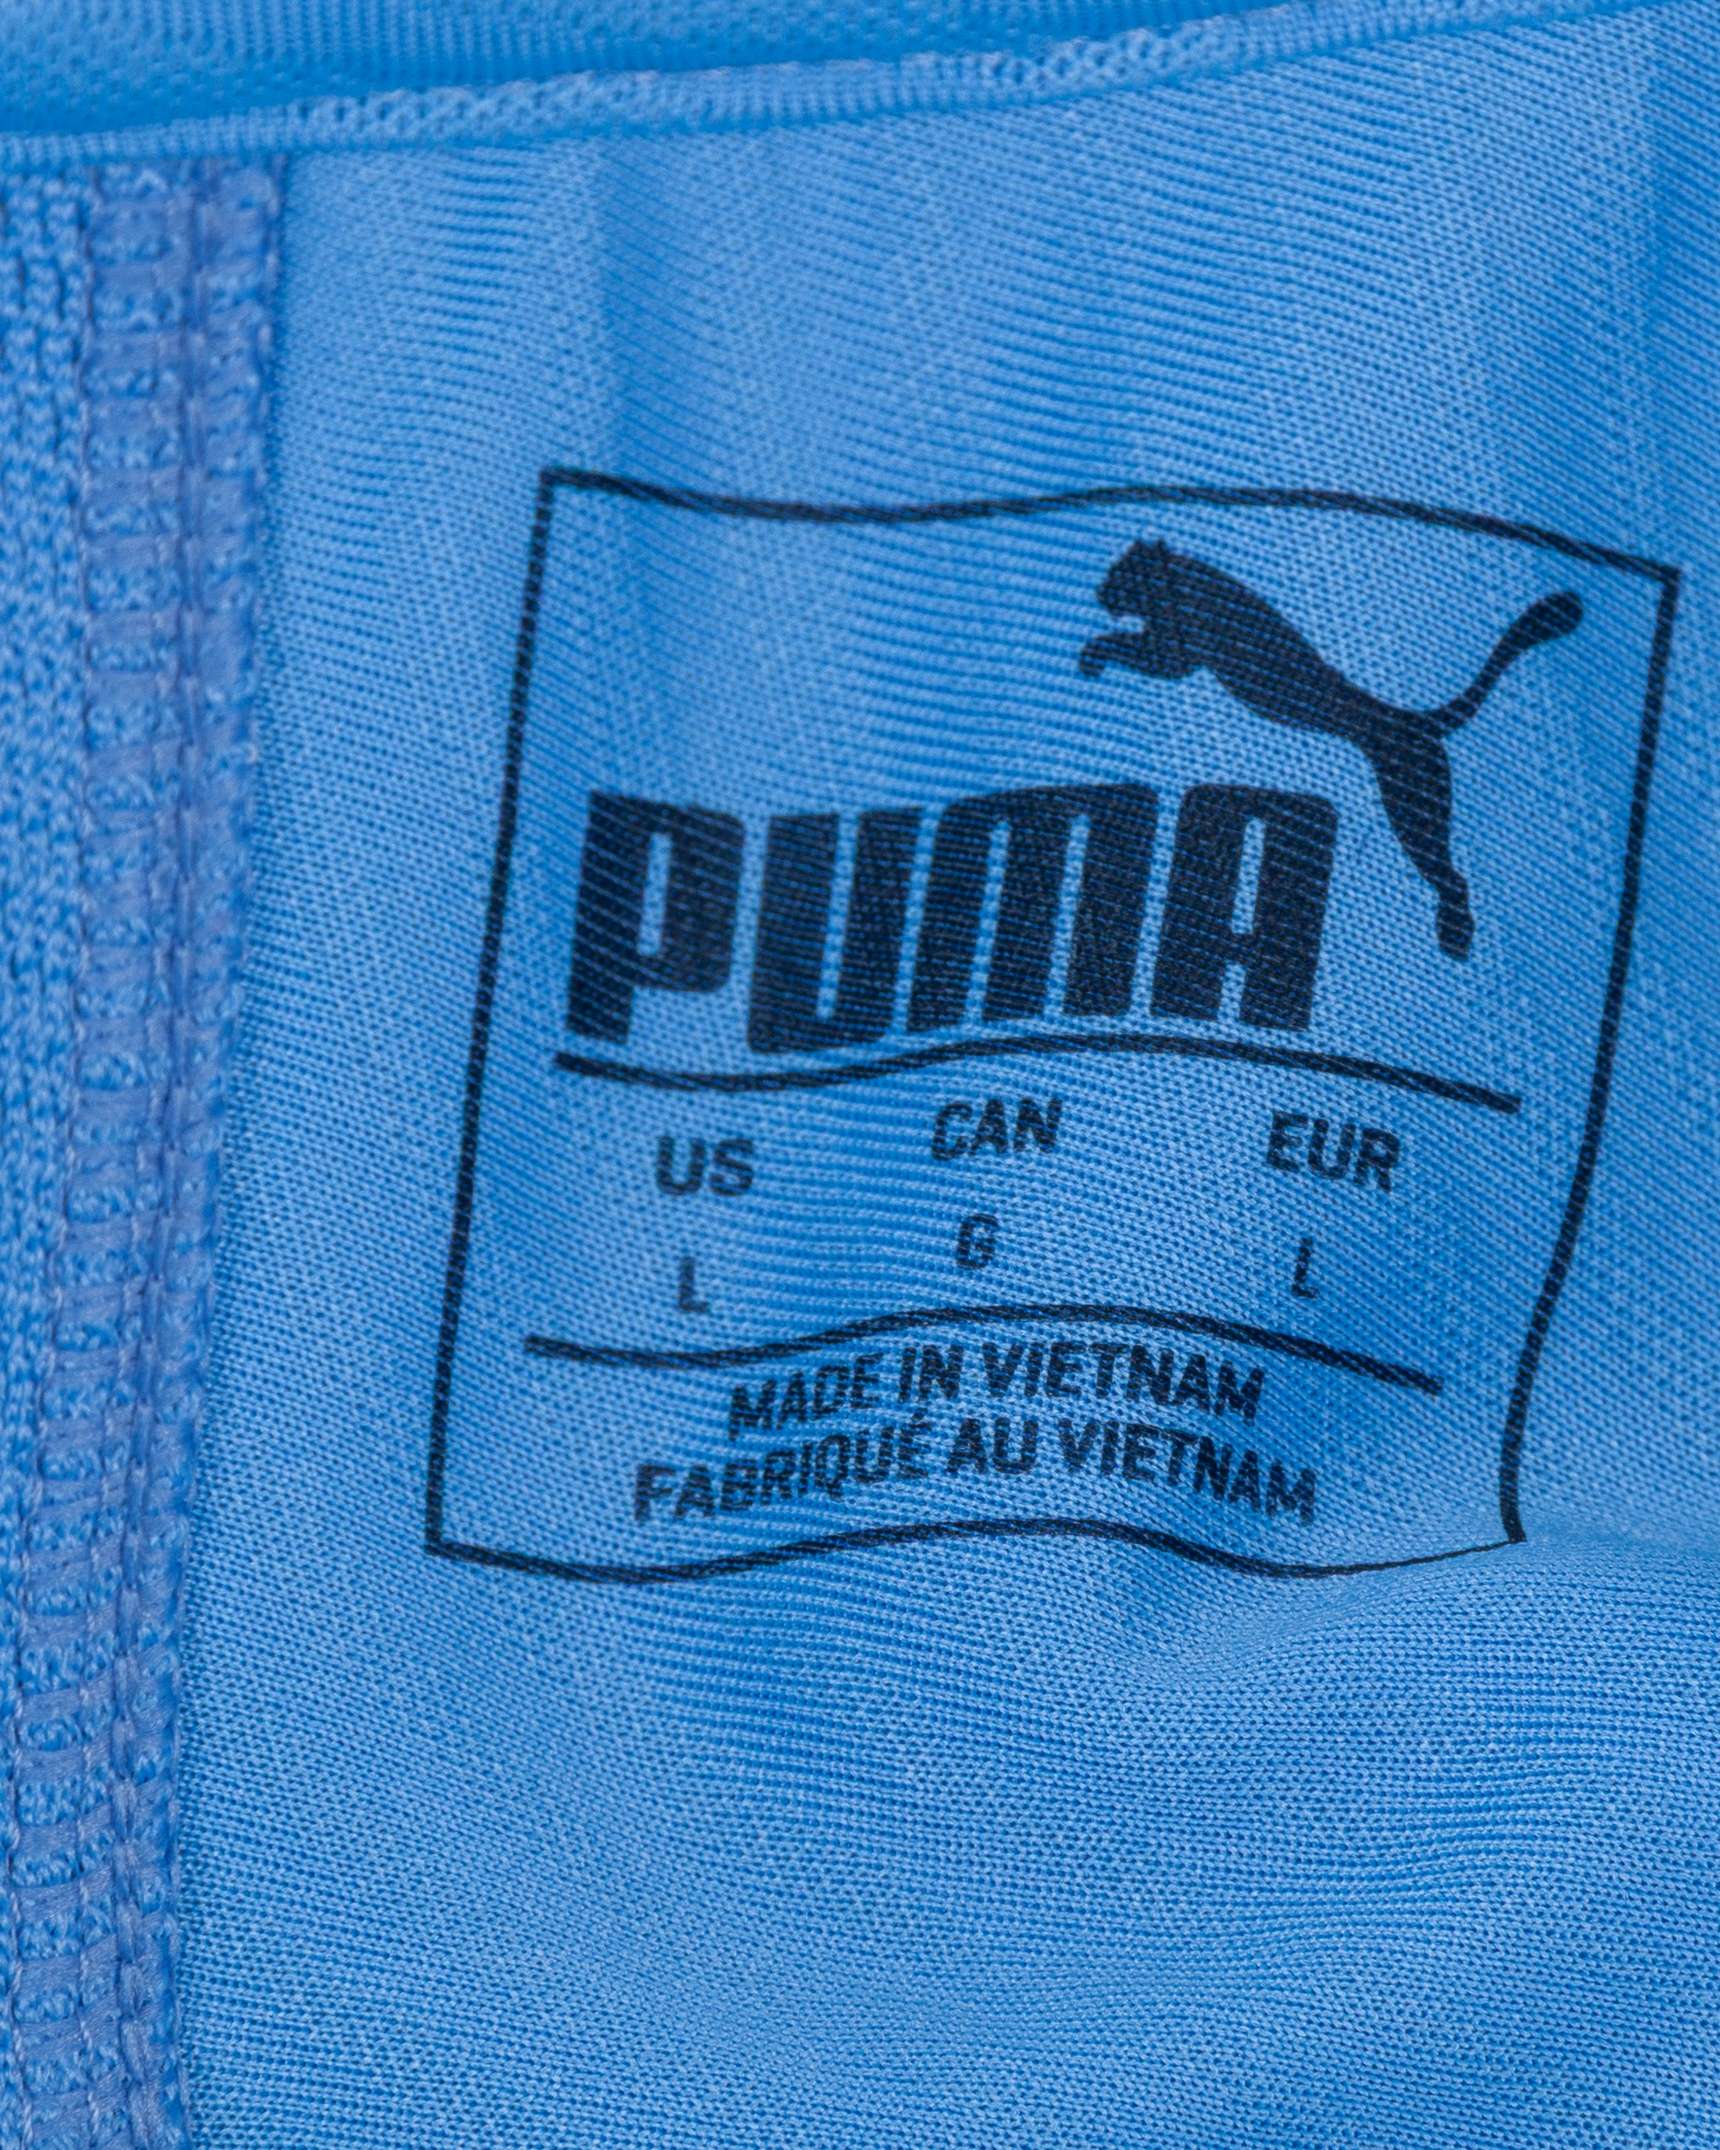 PUMA
US CAN EUR
L G L
MADE IN VIETNAM
FABRIQUÉ AU VIETNAM